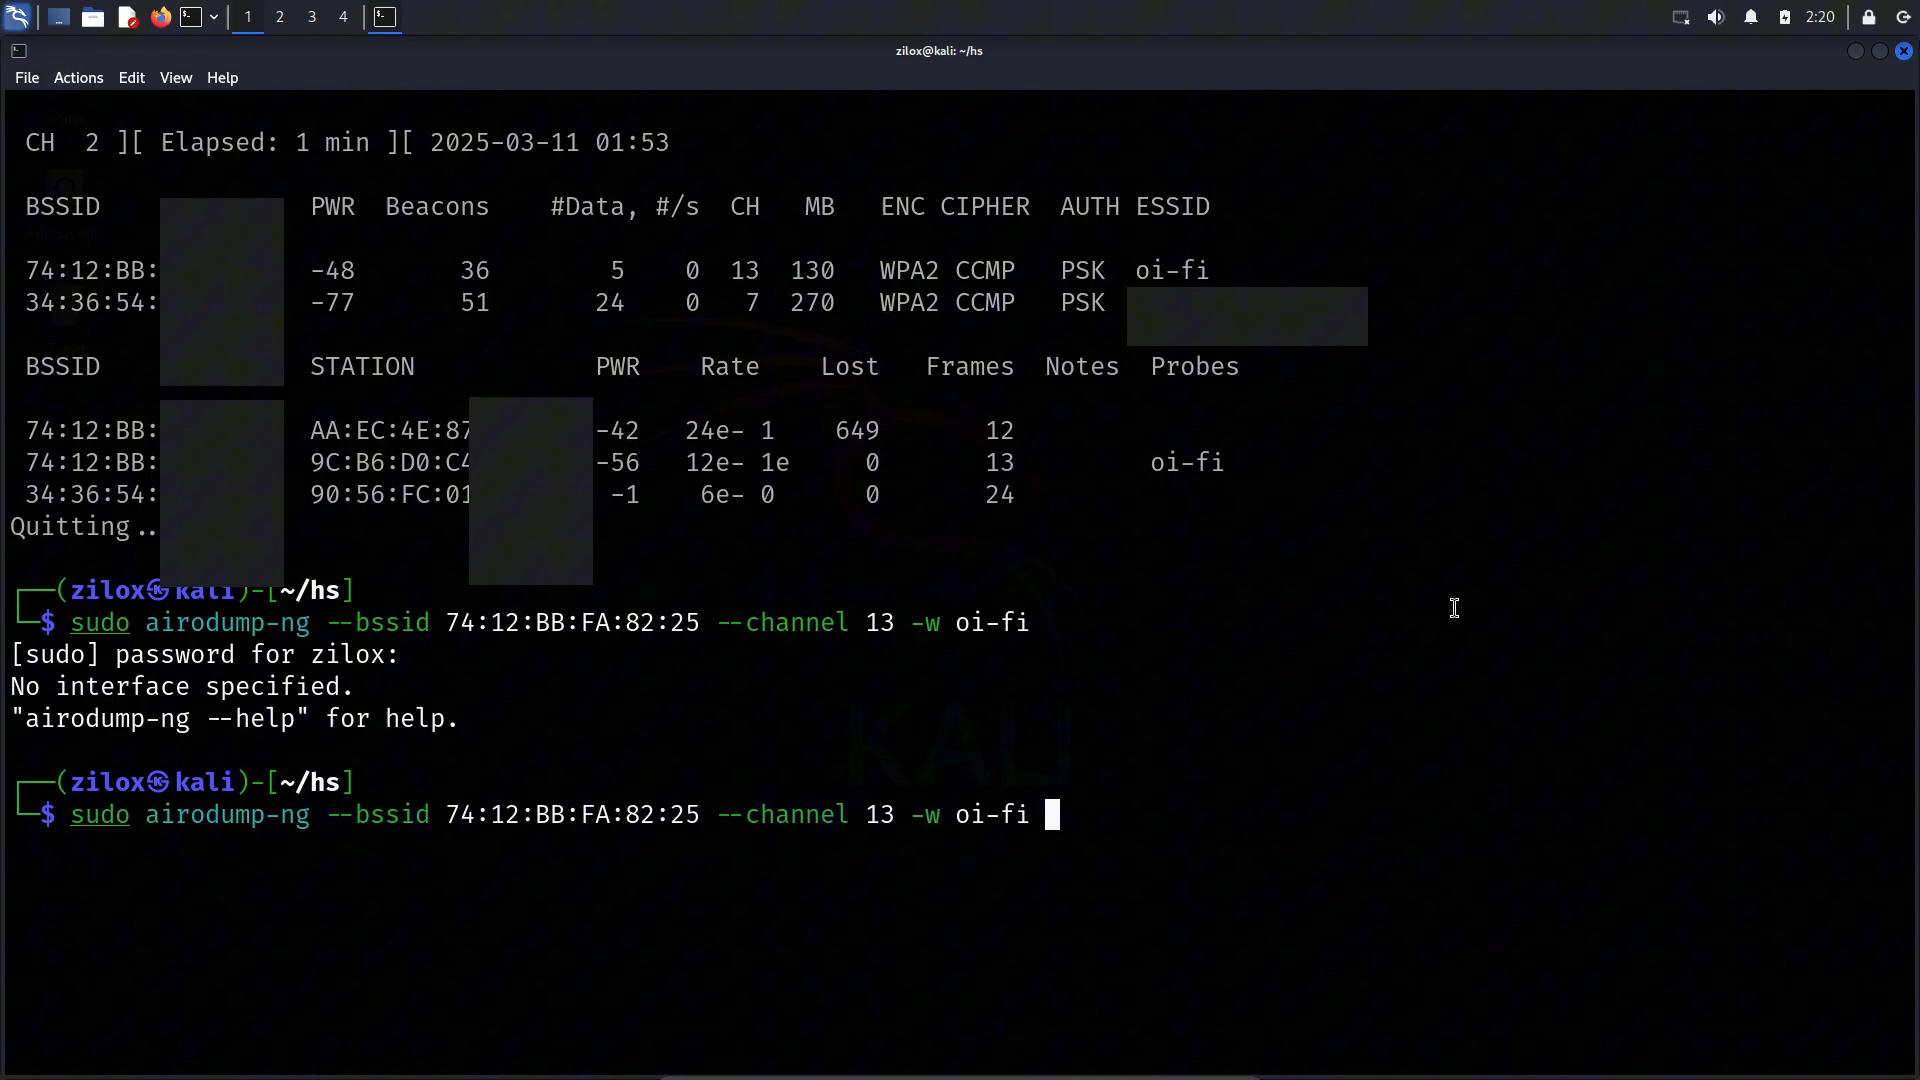 1 2 3 4 2:20
zilox@kali: ~/hs
File Actions Edit View Help
CH 2 ][ Elapsed: 1 min ][ 2025-03-11 01:53
BSSID PWR Beacons #Data, #/s CH MB ENC CIPHER AUTH ESSID
74:12:BB: -48 36 5 0 13 130 WPA2 CCMP PSK oi-fi
34:36:54: -77 51 24 0 7 270 WPA2 CCMP PSK
BSSID STATION PWR Rate Lost Frames Notes Probes
74:12:BB: AA:EC:4E:87 -42 24e- 1 649 12
74:12:BB: 9C:B6:D0:C4 -56 12e- 1e 0 13 oi-fi
34:36:54: 90:56:FC:01 -1 6e- 0 0 24
Quitting..
┌──(zilox㉿kali)-[~/hs]
└─$ sudo airodump-ng --bssid 74:12:BB:FA:82:25 --channel 13 -w oi-fi
[sudo] password for zilox:
No interface specified.
"airodump-ng --help" for help.
KALI
┌──(zilox㉿kali)-[~/hs]
└─$ sudo airodump-ng --bssid 74:12:BB:FA:82:25 --channel 13 -w oi-fi